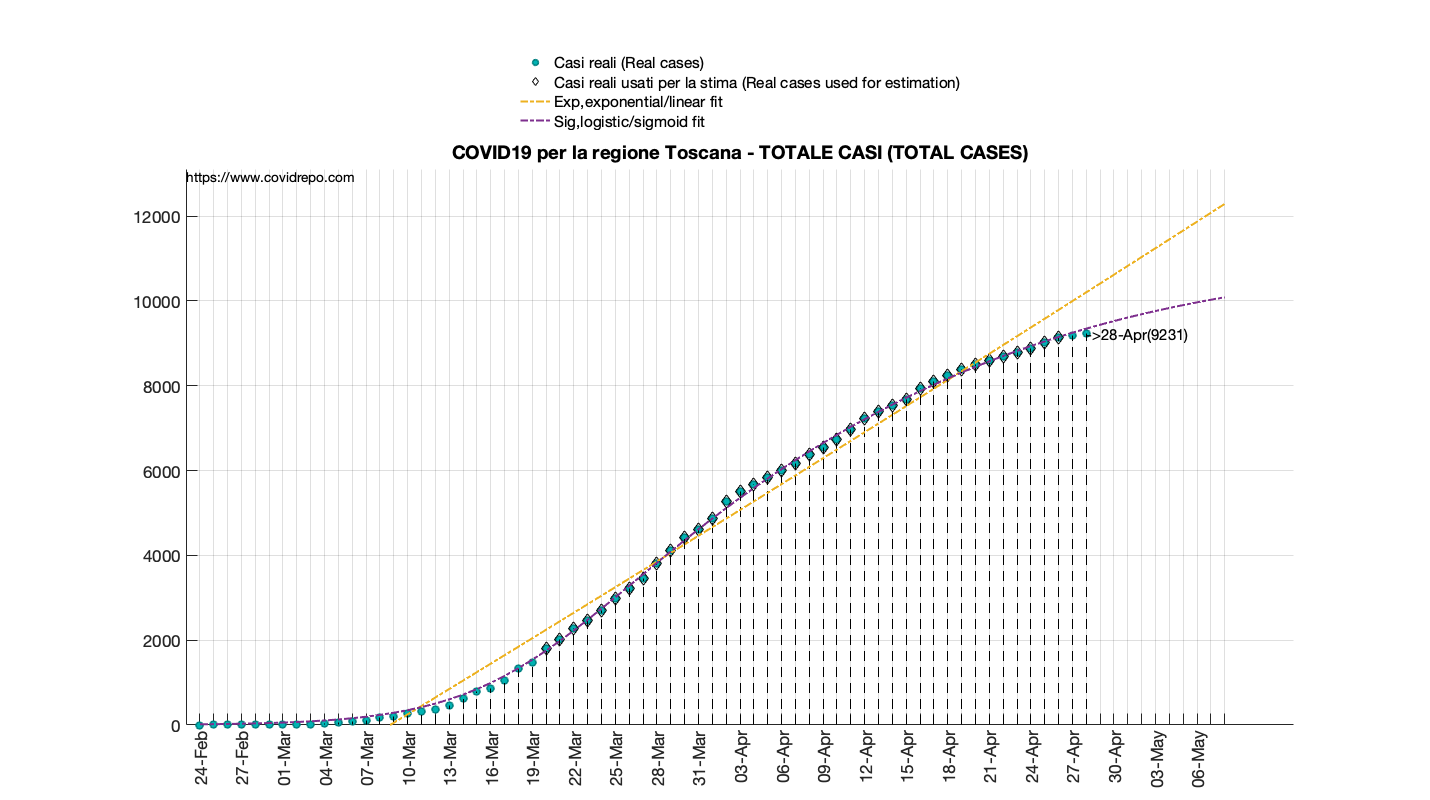 Casi reali (Real cases)
Casi reali usati per la stima (Real cases used for estimation)
Exp,exponential/linear fit
Sig,logistic/sigmoid fit
COVID19 per la regione Toscana - TOTALE CASI (TOTAL CASES)
https://www.covidrepo.com
12000
10000
8000
6000
4000
2000
0
>28-Apr(9231)
24-Feb
27-Feb
01-Mar
04-Mar
07-Mar
10-Mar
13-Mar
16-Mar
19-Mar
22-Mar
25-Mar
28-Mar
31-Mar
03-Apr
06-Apr
09-Apr
12-Apr
15-Apr
18-Apr
21-Apr
24-Apr
27-Apr
30-Apr
03-May
06-May